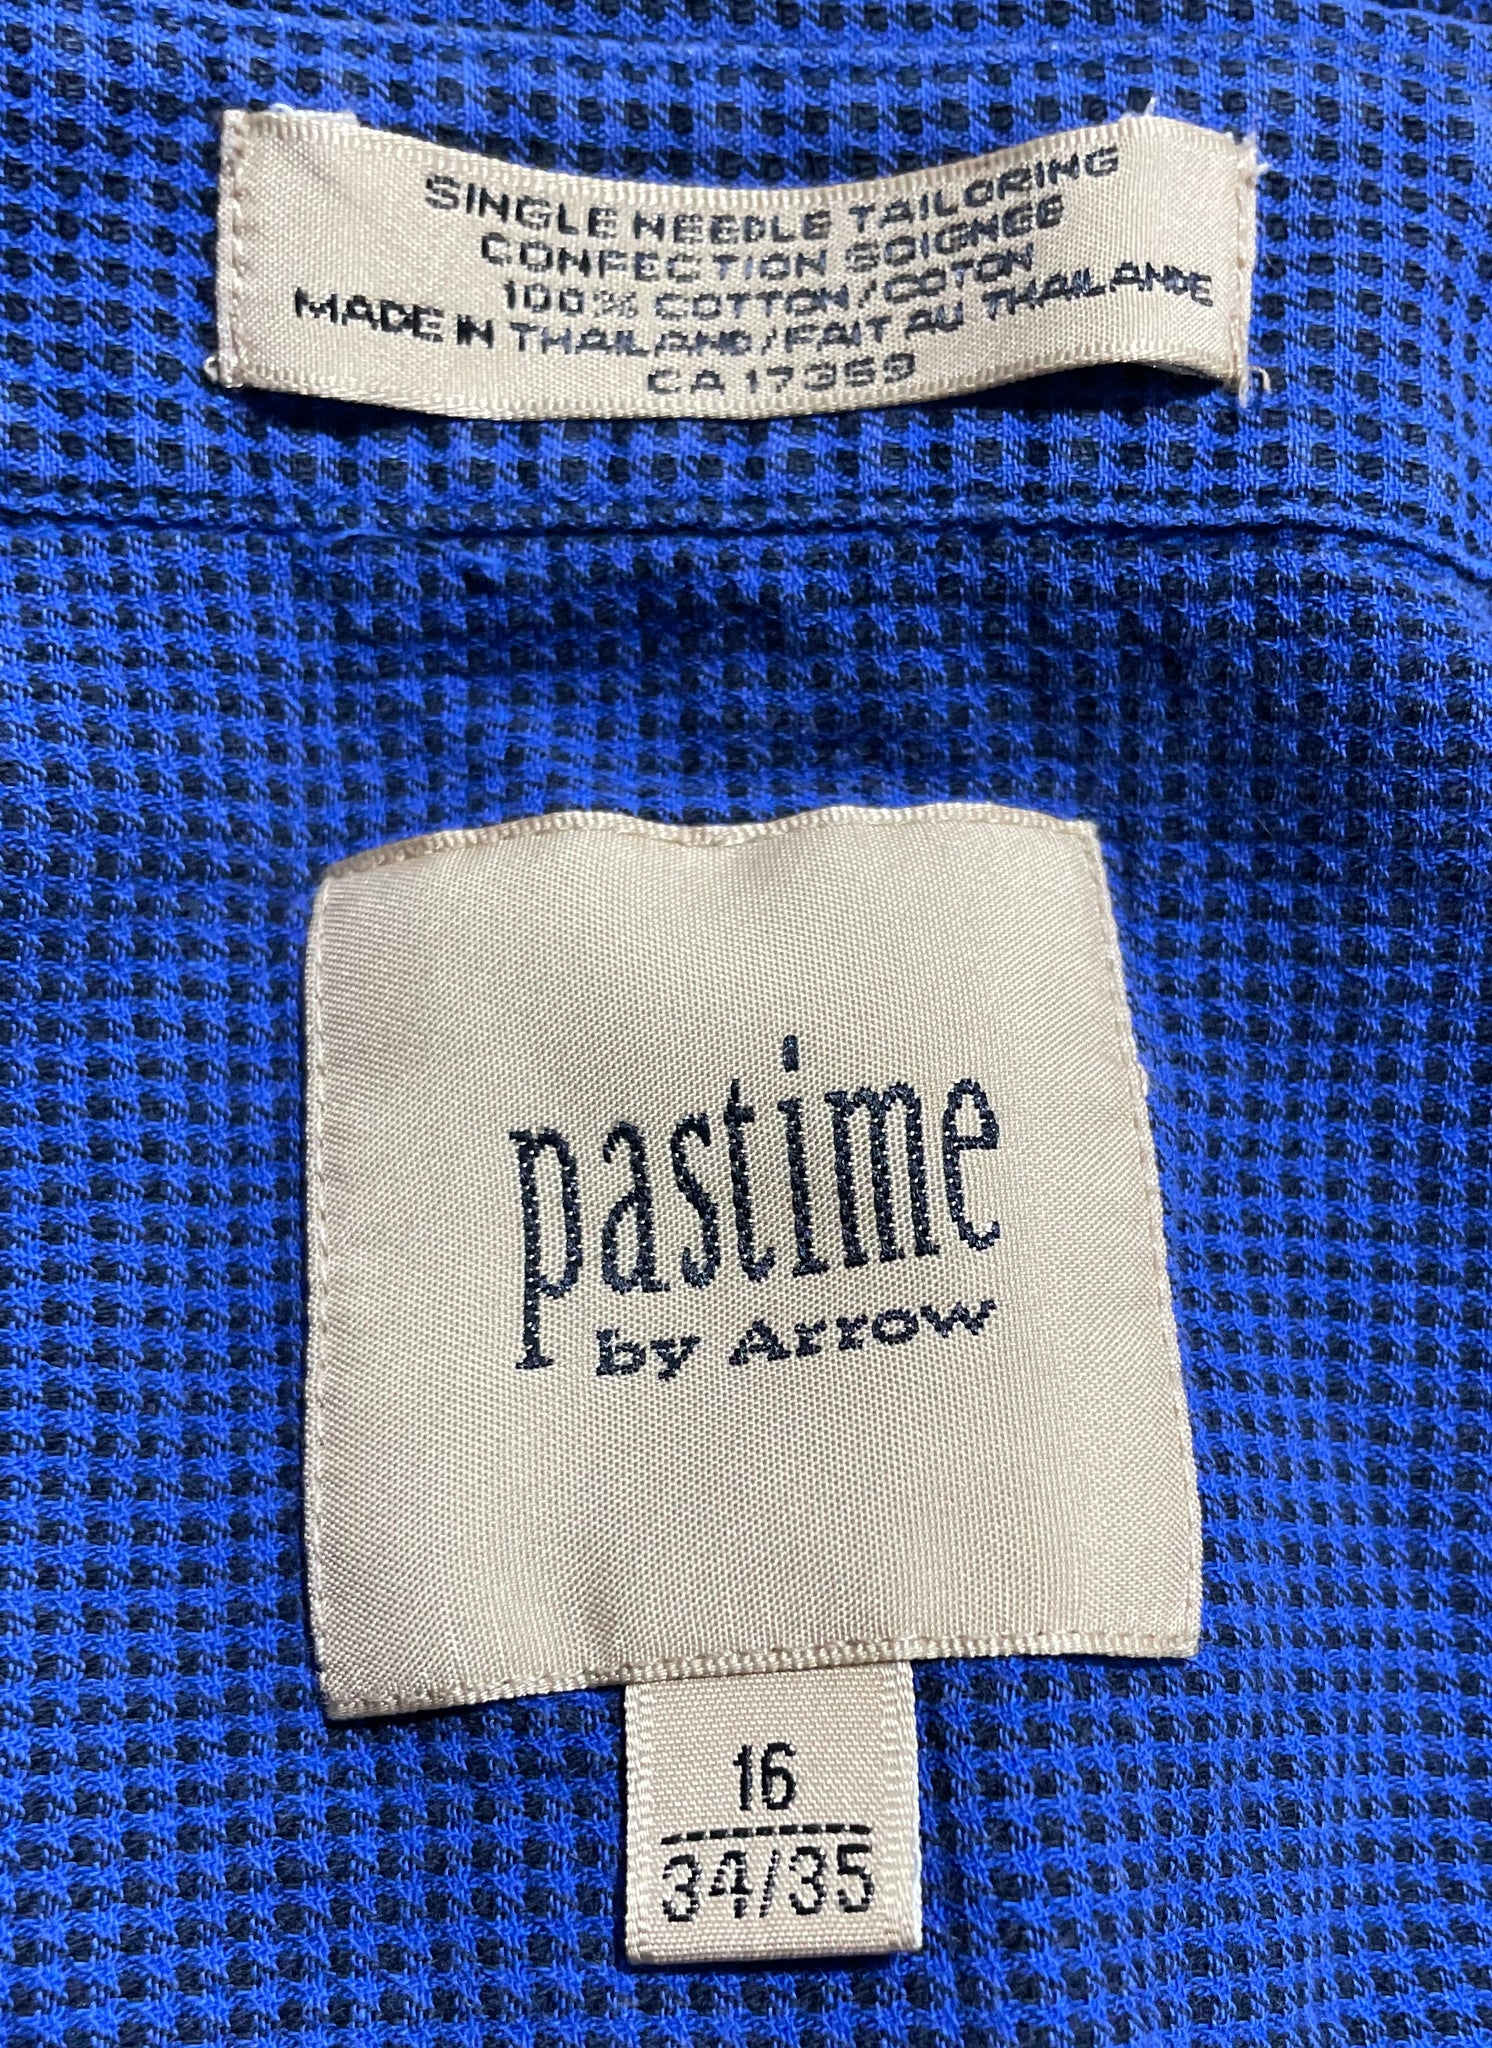 SINGLE NEEDLE TAILORING
CONFECTION SOIGNEE
100% COTTON/COTON
MADE IN THAILAND/FAIT AU THAILANDE
CA 17359
pastime
by Arrow
16
34/35